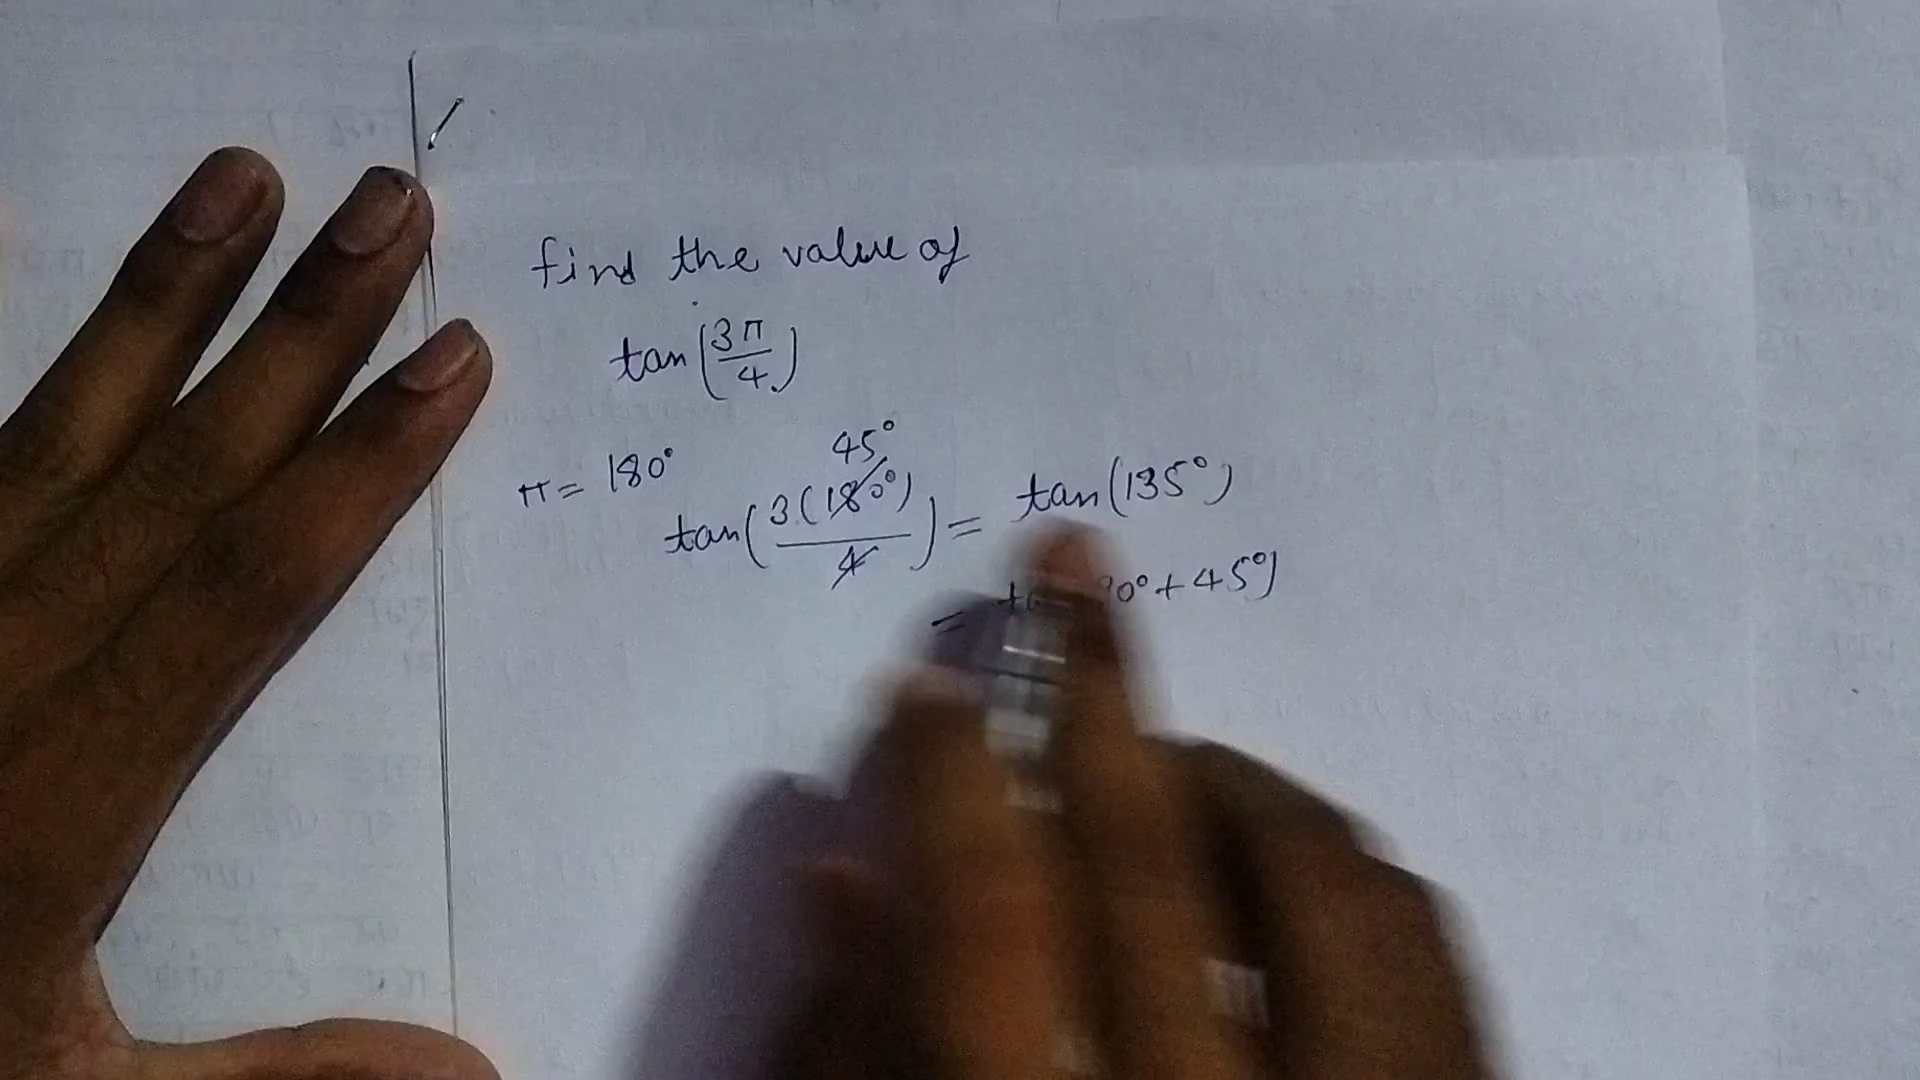 find the value of
tan(3π/4)
π = 180°
45°
tan(3(180°)/4) = tan(135°)
= 0° + 45°)